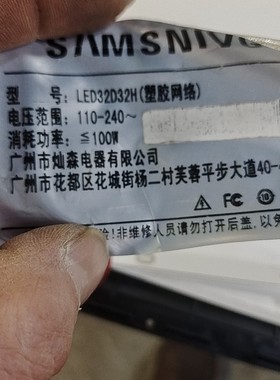 SAMSNIVG
型 号: LED32D32H(塑胶网络)
电压范围: 110-240~
消耗功率: ≦100W
广州市灿森电器有限公司
广州市花都区花城街杨二村芙蓉平步大道40-
警告!非维修人员请勿打开后盖,以免